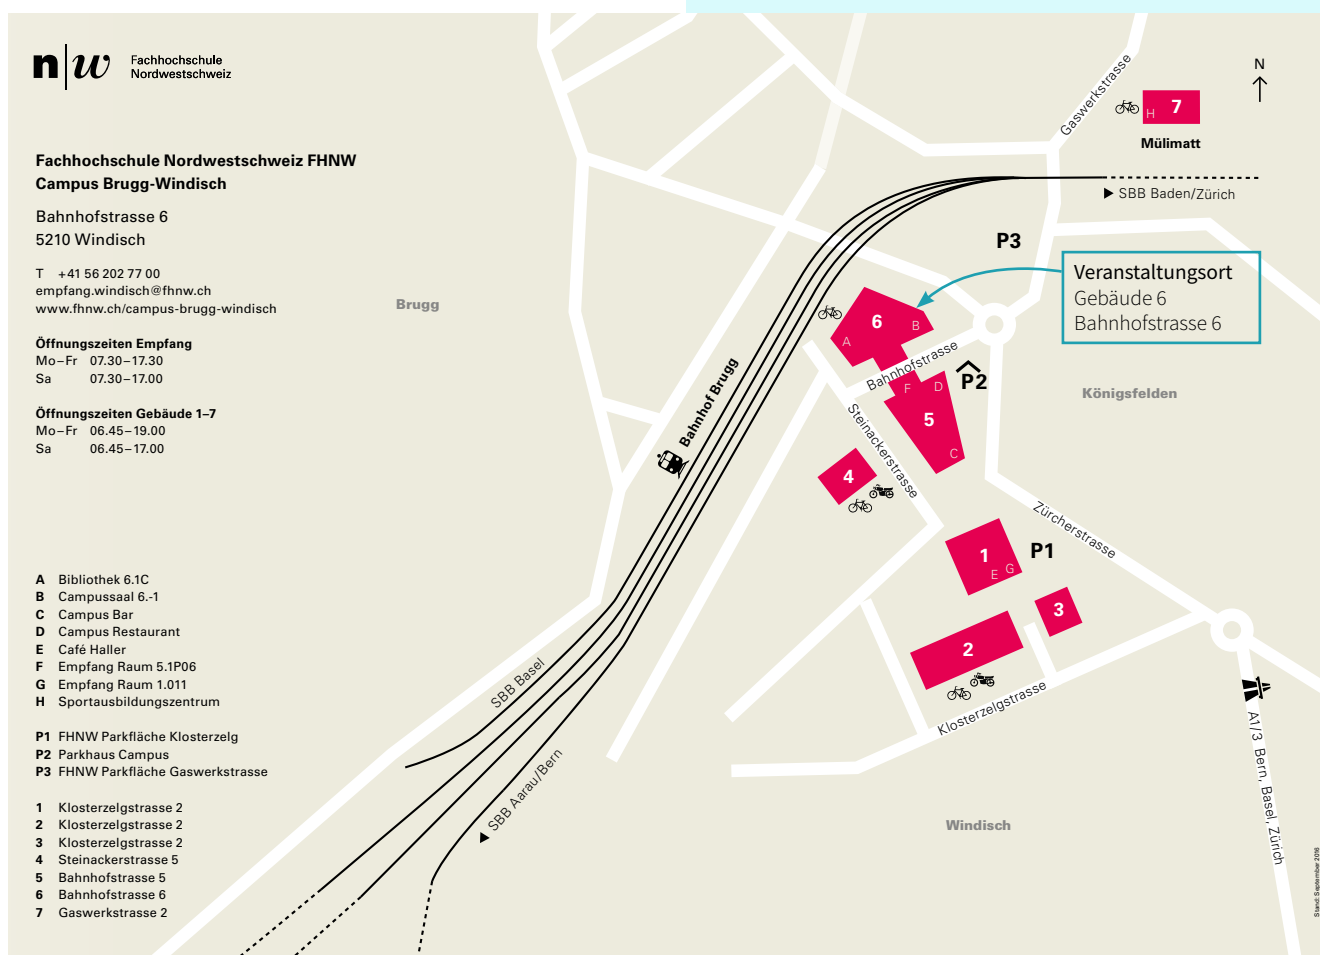 n|w Fachhochschule
Nordwestschweiz
Fachhochschule Nordwestschweiz FHNW
Campus Brugg-Windisch
Bahnhofstrasse 6
5210 Windisch
T +41 56 202 77 00
empfang.windisch@fhnw.ch
www.fhnw.ch/campus-brugg-windisch
Öffnungszeiten Empfang
Mo–Fr 07.30–17.30
Sa 07.30–17.00
Öffnungszeiten Gebäude 1–7
Mo–Fr 06.45–19.00
Sa 06.45–17.00
A Bibliothek 6.1C
B Campussaal 6.-1
C Campus Bar
D Campus Restaurant
E Café Haller
F Empfang Raum 5.1P06
G Empfang Raum 1.011
H Sportausbildungszentrum
P1 FHNW Parkfläche Klosterzelg
P2 Parkhaus Campus
P3 FHNW Parkfläche Gaswerkstrasse
1 Klosterzelgstrasse 2
2 Klosterzelgstrasse 2
3 Klosterzelgstrasse 2
4 Steinackerstrasse 5
5 Bahnhofstrasse 5
6 Bahnhofstrasse 6
7 Gaswerkstrasse 2
N
Gaswerkstrasse
H 7
Mülimatt
SBB Baden/Zürich
P3
Veranstaltungsort
Gebäude 6
Bahnhofstrasse 6
Brugg
6
B
A
Bahnhofstrasse
P2
Königsfelden
Bahnhof Brugg
F
D
5
C
Steinackerstrasse
4
Zürcherstrasse
1
E
G
P1
3
2
Klosterzelgstrasse
SBB Basel
SBB Aarau/Bern
A1/3 Bern, Basel, Zürich
Windisch
Stand: September 2016